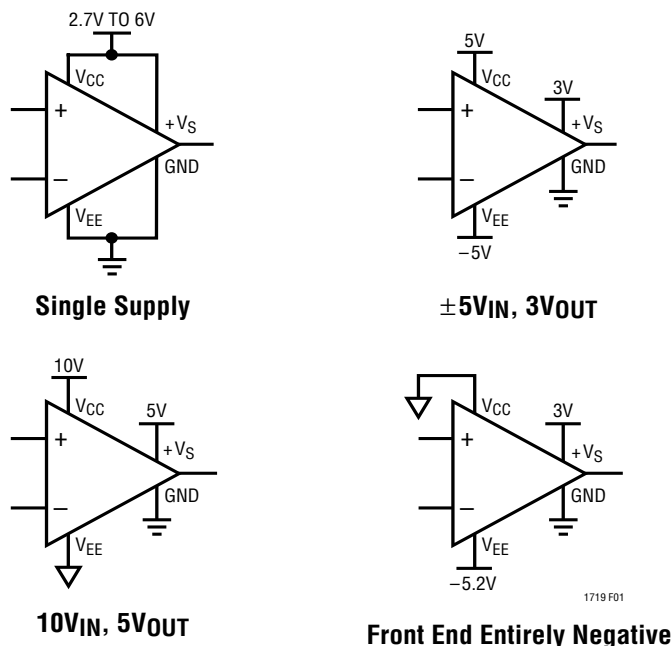 2.7V TO 6V
VCC
+
+VS
−
GND
VEE
Single Supply
5V
VCC
3V
+
+VS
−
GND
VEE
−5V
±5VIN, 3VOUT
10V
VCC
5V
+
+VS
−
GND
VEE
10VIN, 5VOUT
VCC
3V
+
+VS
−
GND
VEE
−5.2V
1719 F01
Front End Entirely Negative